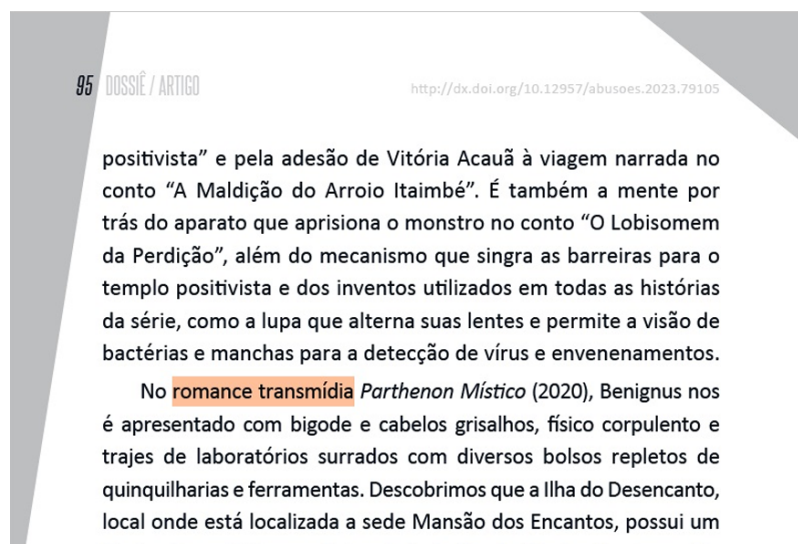 95 DOSSIÊ / ARTIGO
http://dx.doi.org/10.12957/abusoes.2023.79105
positivista” e pela adesão de Vitória Acauã à viagem narrada no
conto “A Maldição do Arroio Itaimbé”. É também a mente por
trás do aparato que aprisiona o monstro no conto “O Lobisomem
da Perdição”, além do mecanismo que singra as barreiras para o
templo positivista e dos inventos utilizados em todas as histórias
da série, como a lupa que alterna suas lentes e permite a visão de
bactérias e manchas para a detecção de vírus e envenenamentos.
No romance transmídia Parthenon Místico (2020), Benignus nos
é apresentado com bigode e cabelos grisalhos, físico corpulento e
trajes de laboratórios surrados com diversos bolsos repletos de
quinquilharias e ferramentas. Descobrimos que a Ilha do Desencanto,
local onde está localizada a sede Mansão dos Encantos, possui um